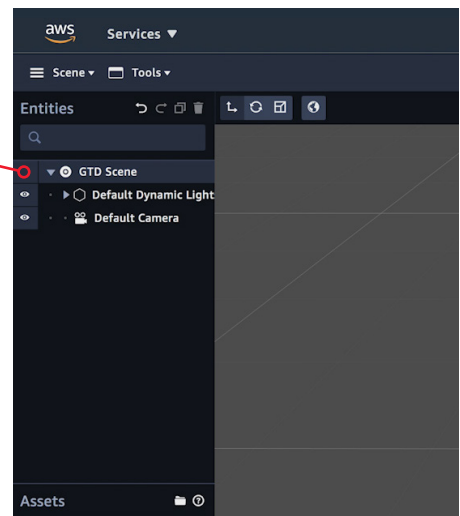 aws
Services
Scene
Tools
Entities
GTD Scene
Default Dynamic Light
Default Camera
Assets